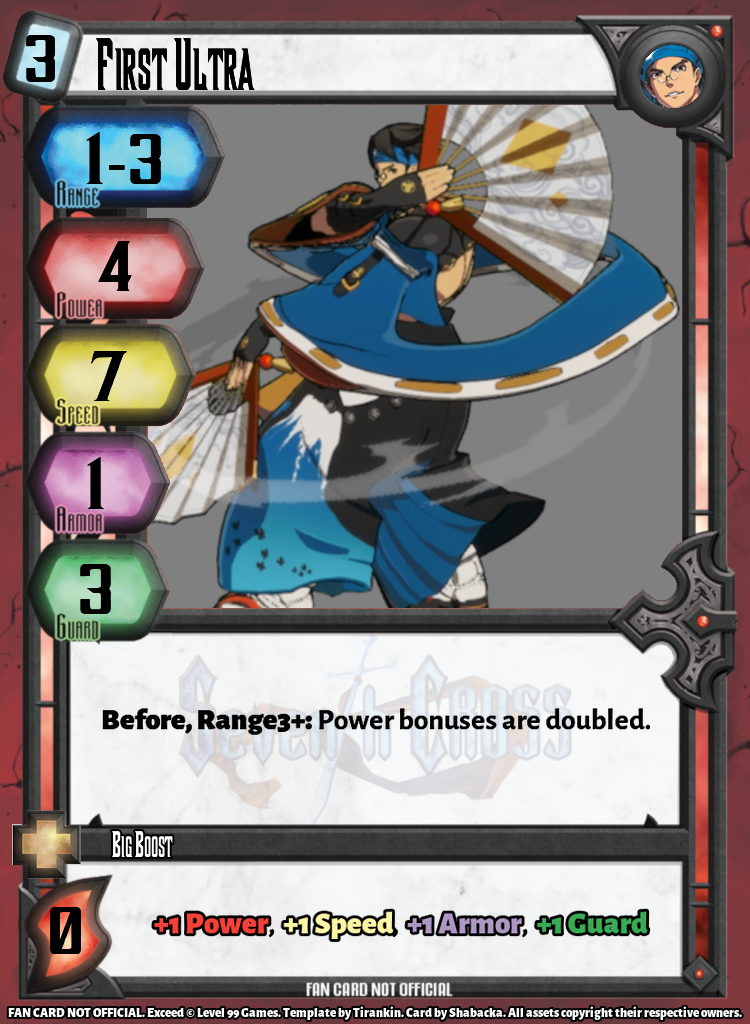 3
First Ultra
1-3
Range
4
Power
7
Speed
1
Armor
3
Guard
Seventh Cross
Before, Range3+: Power bonuses are doubled.
Big Boost
0
+1 Power, +1 Speed +1 Armor, +1 Guard
FAN CARD NOT OFFICIAL
FAN CARD NOT OFFICIAL. Exceed © Level 99 Games. Template by Tirankin. Card by Shabacka. All assets copyright their respective owners.